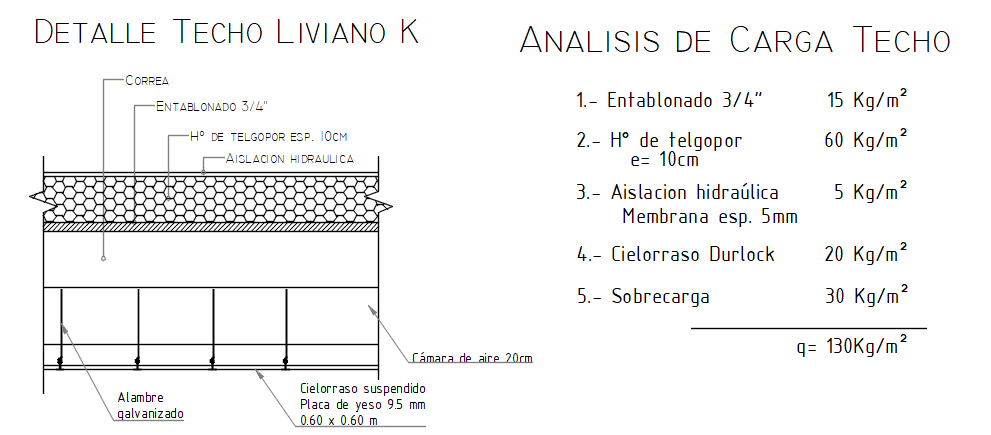 DETALLE TECHO LIVIANO K
CORREA
ENTABLONADO 3/4"
Hº DE TELGOPOR ESP. 10CM
AISLACION HIDRAULICA
Cámara de aire 20cm
Cielorraso suspendido
Placa de yeso 9.5 mm
0.60 x 0.60 m
Alambre
galvanizado
ANALISIS DE CARGA TECHO
1.- Entablonado 3/4" 15 Kg/m²
2.- Hº de telgopor 60 Kg/m²
e= 10cm
3.- Aislacion hidraúlica 5 Kg/m²
Membrana esp. 5mm
4.- Cielorraso Durlock 20 Kg/m²
5.- Sobrecarga 30 Kg/m²
q= 130Kg/m²